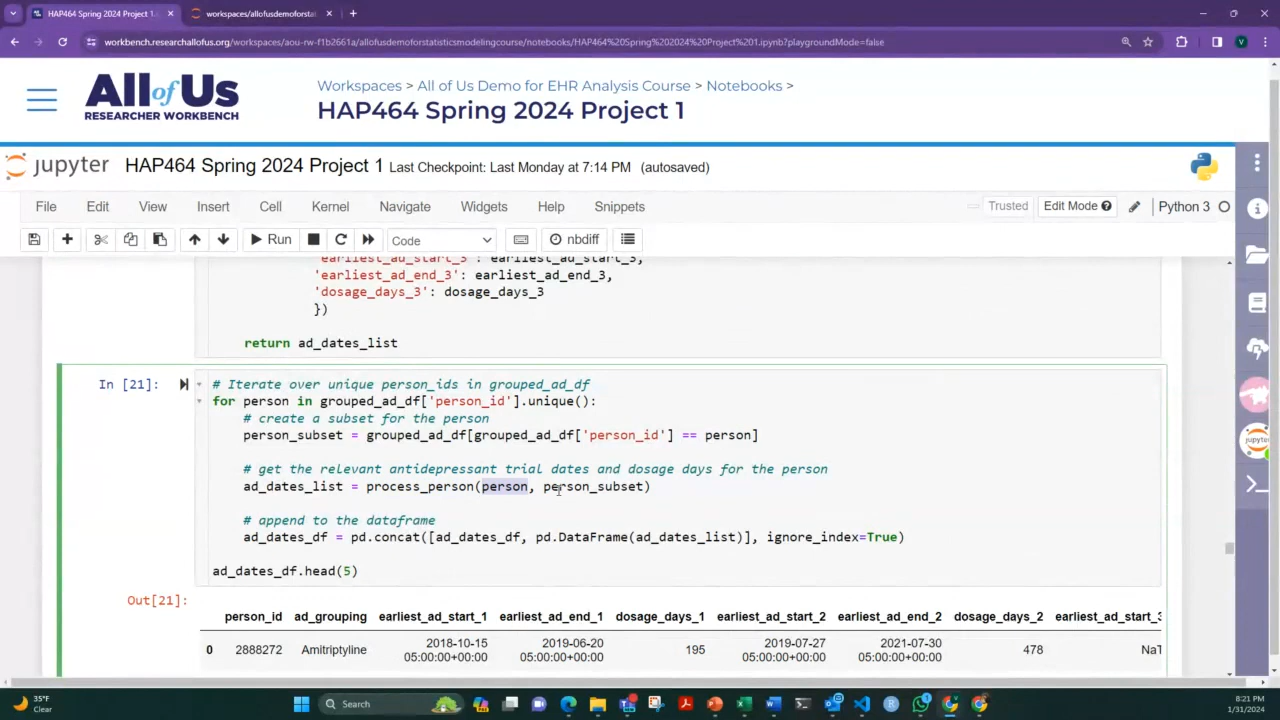 HAP464 Spring 2024 Project 1
workspaces/allofusdemoforstat
workbench.researchallofus.org/workspaces/aou-rw-f1b2661a/allofusdemoforstatisticsmodelingcourse/notebooks/HAP464%20Spring%202024%20Project%201.ipynb?playgroundMode=false
V
All of Us
RESEARCHER WORKBENCH
Workspaces > All of Us Demo for EHR Analysis Course > Notebooks >
HAP464 Spring 2024 Project 1
jupyter HAP464 Spring 2024 Project 1 Last Checkpoint: Last Monday at 7:14 PM (autosaved)
File Edit View Insert Cell Kernel Navigate Widgets Help Snippets
Trusted Edit Mode Python 3
Run Code nbdiff
'earliest_ad_start_3': earliest_ad_start_3,
'earliest_ad_end_3': earliest_ad_end_3,
'dosage_days_3': dosage_days_3
})
return ad_dates_list
In [21]:
# Iterate over unique person_ids in grouped_ad_df
for person in grouped_ad_df['person_id'].unique():
# create a subset for the person
person_subset = grouped_ad_df[grouped_ad_df['person_id'] == person]
# get the relevant antidepressant trial dates and dosage days for the person
ad_dates_list = process_person(person, person_subset)
# append to the dataframe
ad_dates_df = pd.concat([ad_dates_df, pd.DataFrame(ad_dates_list)], ignore_index=True)
ad_dates_df.head(5)
Out[21]:
person_id ad_grouping earliest_ad_start_1 earliest_ad_end_1 dosage_days_1 earliest_ad_start_2 earliest_ad_end_2 dosage_days_2 earliest_ad_start_3
0 2888272 Amitriptyline 2018-10-15 05:00:00+00:00 2019-06-20 05:00:00+00:00 195 2019-07-27 05:00:00+00:00 2021-07-30 05:00:00+00:00 478 NaT
jupyter
35°F
Clear
Search
8:21 PM
1/31/2024